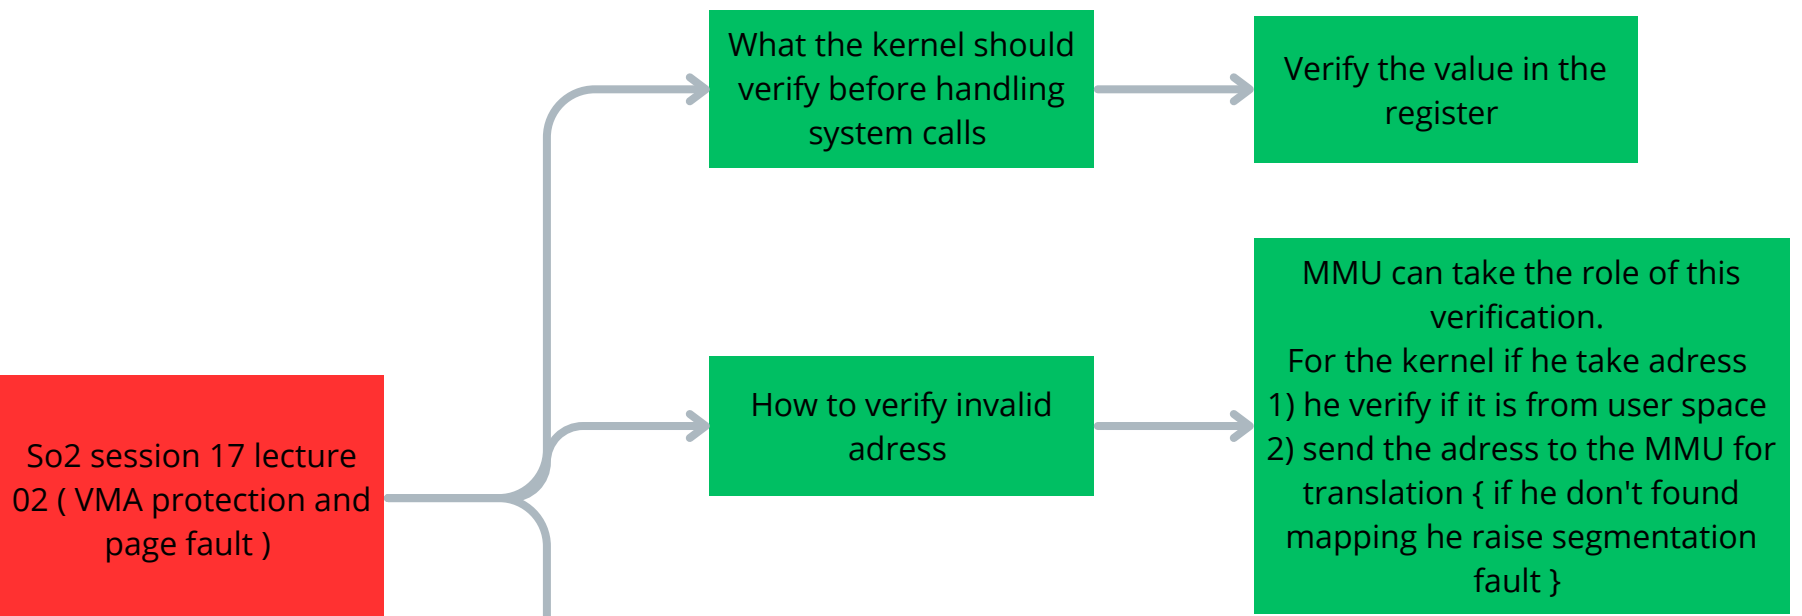 What the kernel should
verify before handling
system calls
Verify the value in the
register
How to verify invalid
adress
MMU can take the role of this
verification.
For the kernel if he take adress
1) he verify if it is from user space
2) send the adress to the MMU for
translation { if he don't found
mapping he raise segmentation
fault }
So2 session 17 lecture
02 ( VMA protection and
page fault )